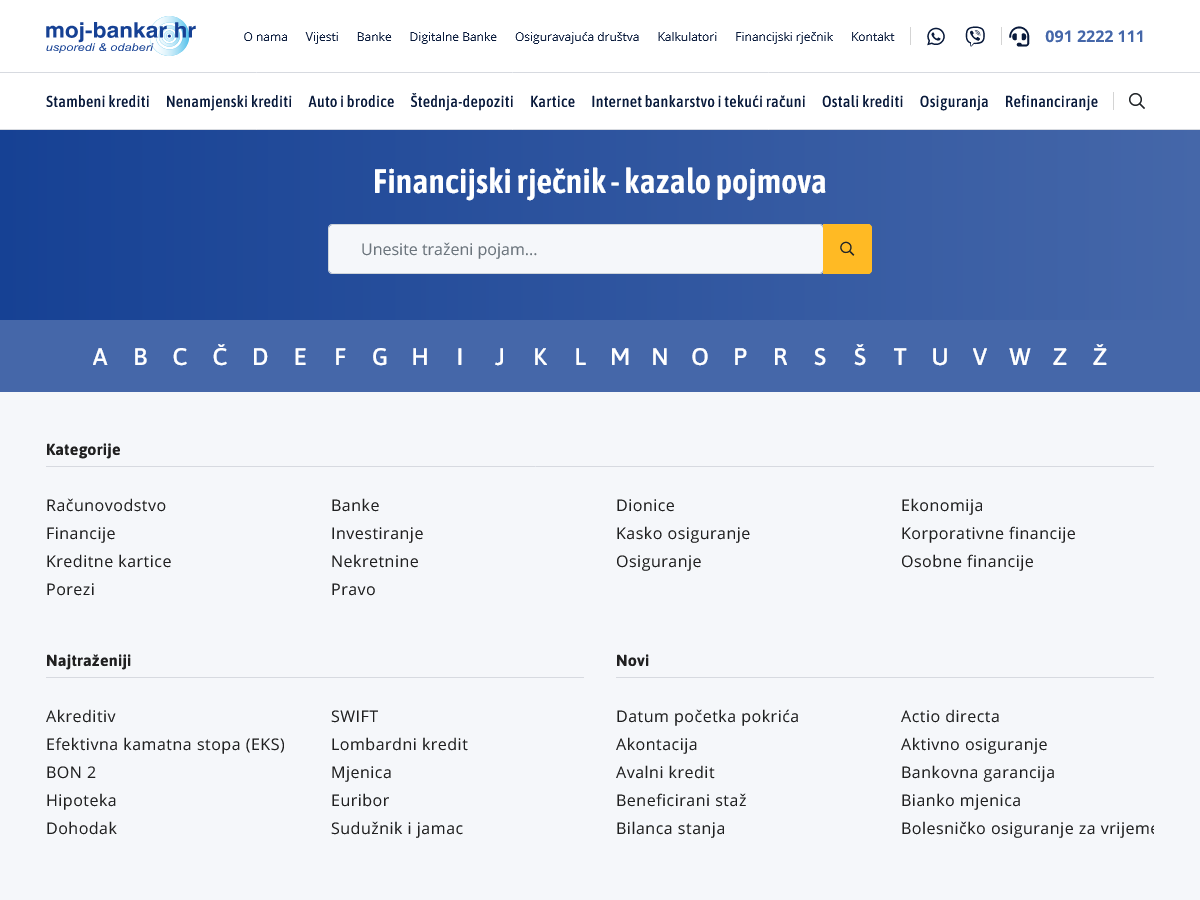 moj-bankar.hr
usporedi & odaberi
O nama Vijesti Banke Digitalne Banke Osiguravajuća društva Kalkulatori Financijski rječnik Kontakt 091 2222 111
Stambeni krediti Nenamjenski krediti Auto i brodice Štednja-depoziti Kartice Internet bankarstvo i tekući računi Ostali krediti Osiguranja Refinanciranje
Financijski rječnik - kazalo pojmova
Unesite traženi pojam...
A B C Č D E F G H I J K L M N O P R S Š T U V W Z Ž
Kategorije
Računovodstvo Banke Dionice Ekonomija
Financije Investiranje Kasko osiguranje Korporativne financije
Kreditne kartice Nekretnine Osiguranje Osobne financije
Porezi Pravo
Najtraženiji Novi
Akreditiv SWIFT Datum početka pokrića Actio directa
Efektivna kamatna stopa (EKS) Lombardni kredit Akontacija Aktivno osiguranje
BON 2 Mjenica Avalni kredit Bankovna garancija
Hipoteka Euribor Beneficirani staž Bianko mjenica
Dohodak Sudužnik i jamac Bilanca stanja Bolesničko osiguranje za vrijeme